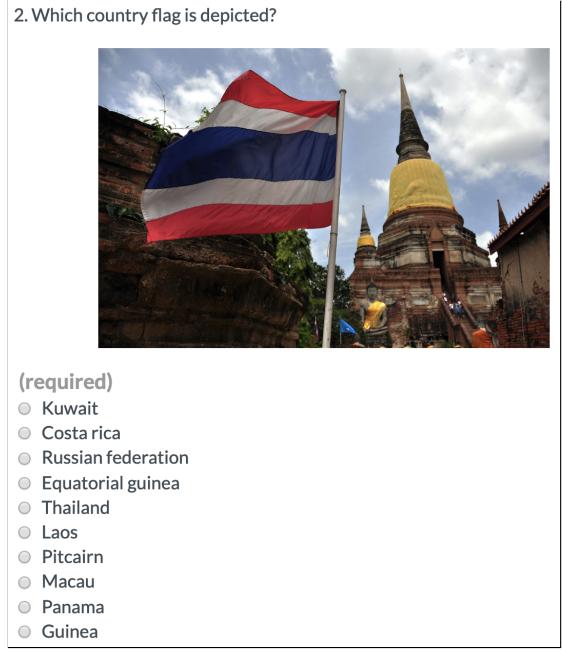 2. Which country flag is depicted?
(required)
Kuwait
Costa rica
Russian federation
Equatorial guinea
Thailand
Laos
Pitcairn
Macau
Panama
Guinea